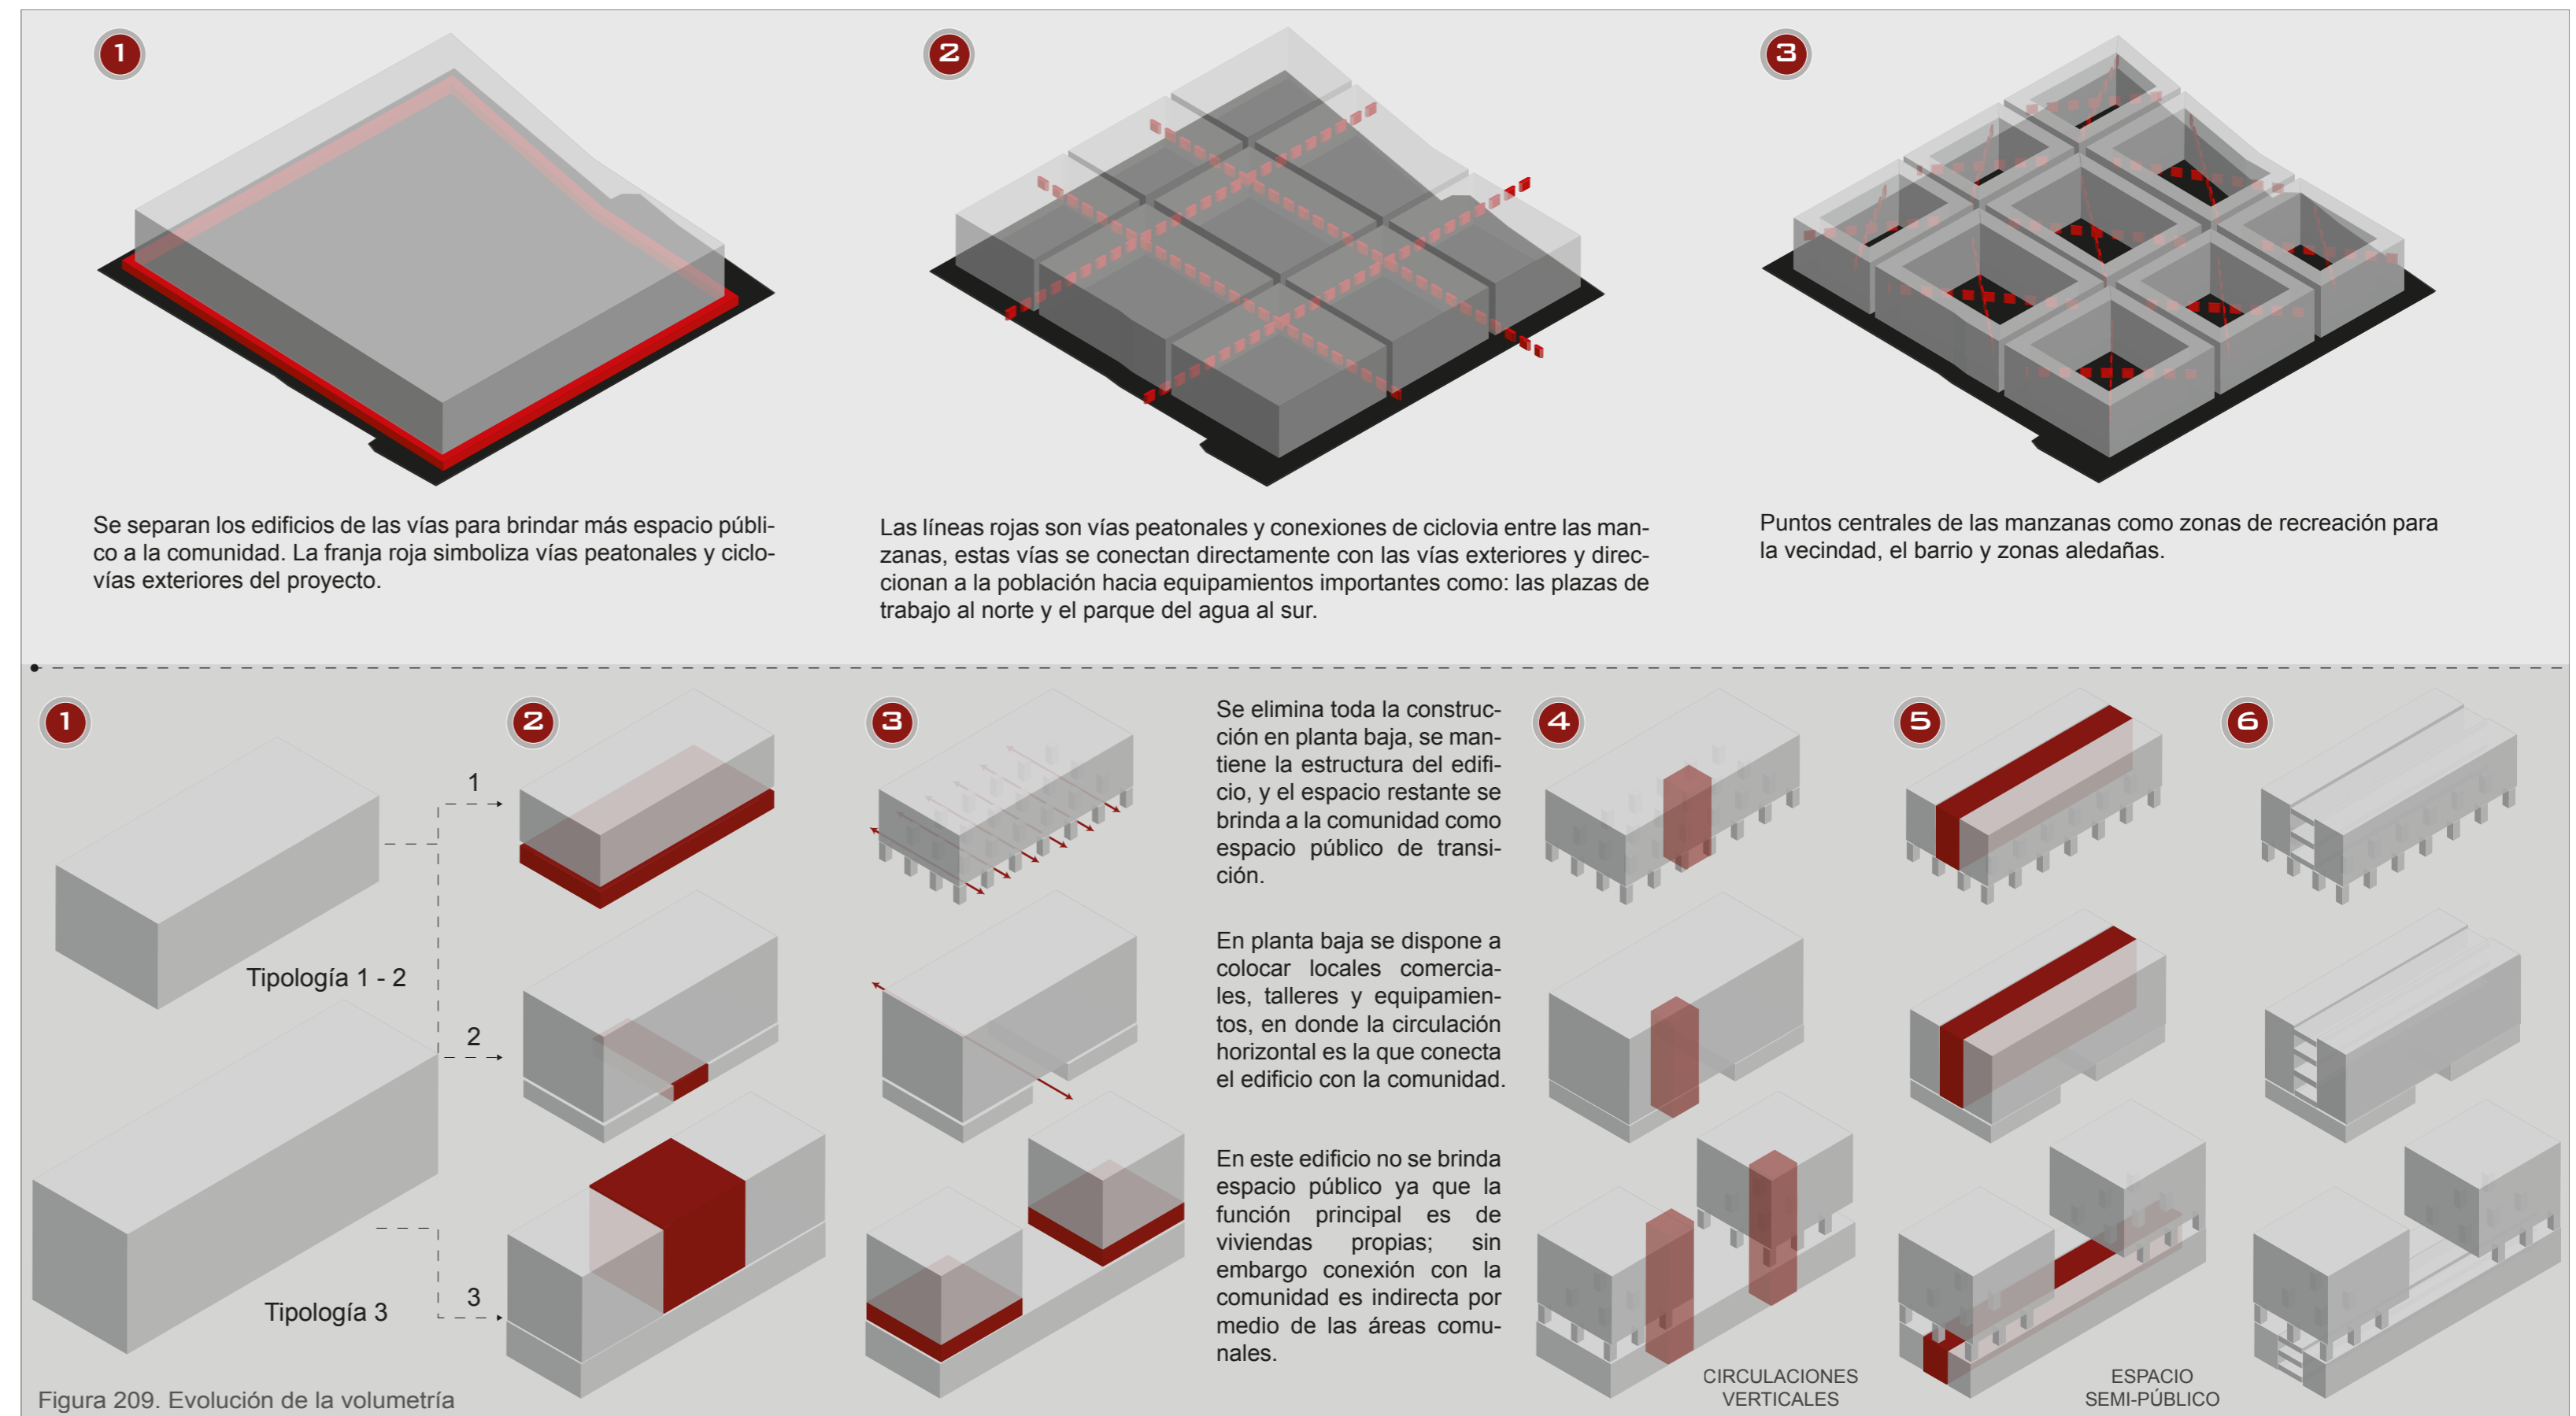 1
2
3
Se separan los edificios de las vías para brindar más espacio públi-
co a la comunidad. La franja roja simboliza vías peatonales y ciclo-
vías exteriores del proyecto.
Las líneas rojas son vías peatonales y conexiones de ciclovia entre las man-
zanas, estas vías se conectan directamente con las vías exteriores y direc-
cionan a la población hacia equipamientos importantes como: las plazas de
trabajo al norte y el parque del agua al sur.
Puntos centrales de las manzanas como zonas de recreación para
la vecindad, el barrio y zonas aledañas.
1
2
3
4
5
6
1
Tipología 1 - 2
2
Tipología 3
3
Se elimina toda la construc-
ción en planta baja, se man-
tiene la estructura del edifi-
cio, y el espacio restante se
brinda a la comunidad como
espacio público de transi-
ción.
En planta baja se dispone a
colocar locales comercia-
les, talleres y equipamien-
tos, en donde la circulación
horizontal es la que conecta
el edificio con la comunidad.
En este edificio no se brinda
espacio público ya que la
función principal es de
viviendas propias; sin
embargo conexión con la
comunidad es indirecta por
medio de las áreas comu-
nales.
CIRCULACIONES
VERTICALES
ESPACIO
SEMI-PÚBLICO
Figura 209. Evolución de la volumetría